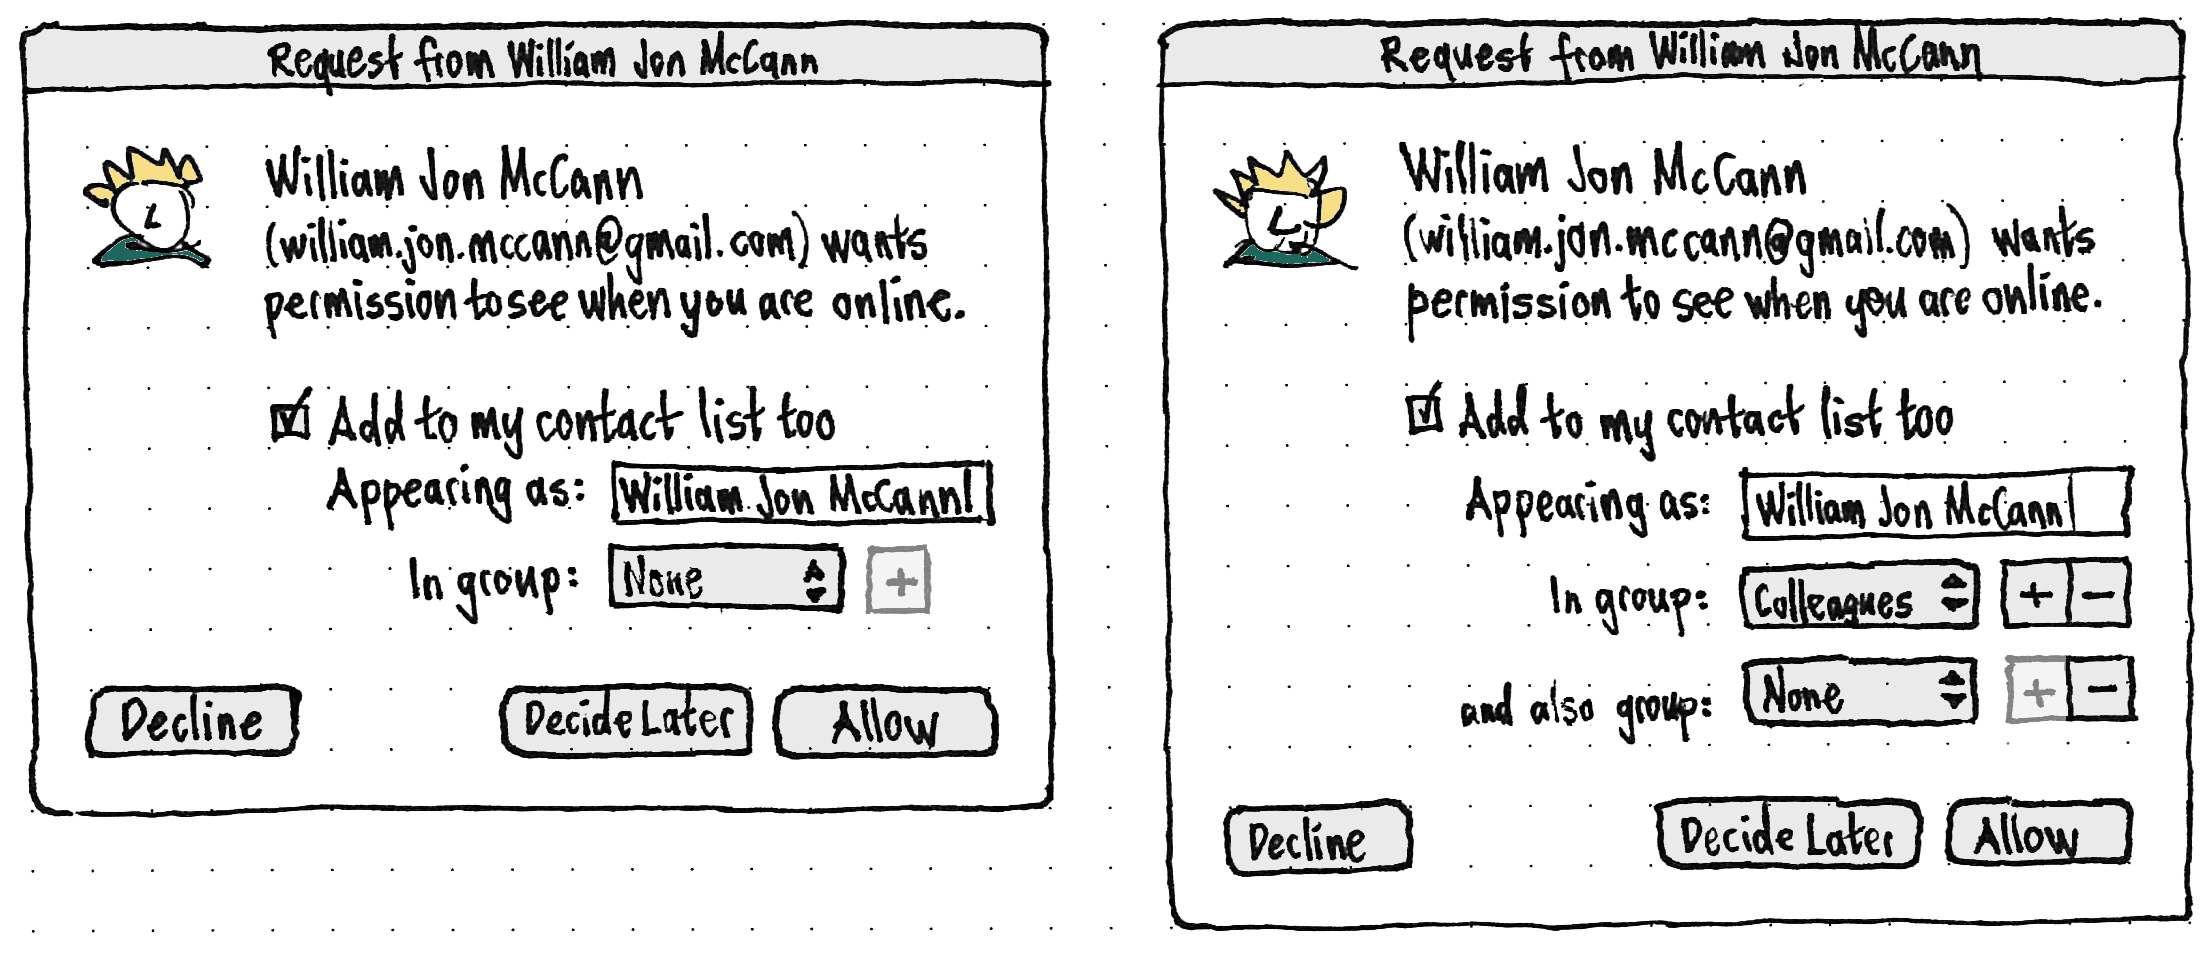 Request from William Jon McCann
William Jon McCann
(william.jon.mccann@gmail.com) wants
permission to see when you are online.
Add to my contact list too
Appearing as: William Jon McCann
In group: None +
Decline Decide Later Allow
Request from William Jon McCann
William Jon McCann
(william.jon.mccann@gmail.com) wants
permission to see when you are online.
Add to my contact list too
Appearing as: William Jon McCann
In group: Colleagues + -
and also group: None + -
Decline Decide Later Allow